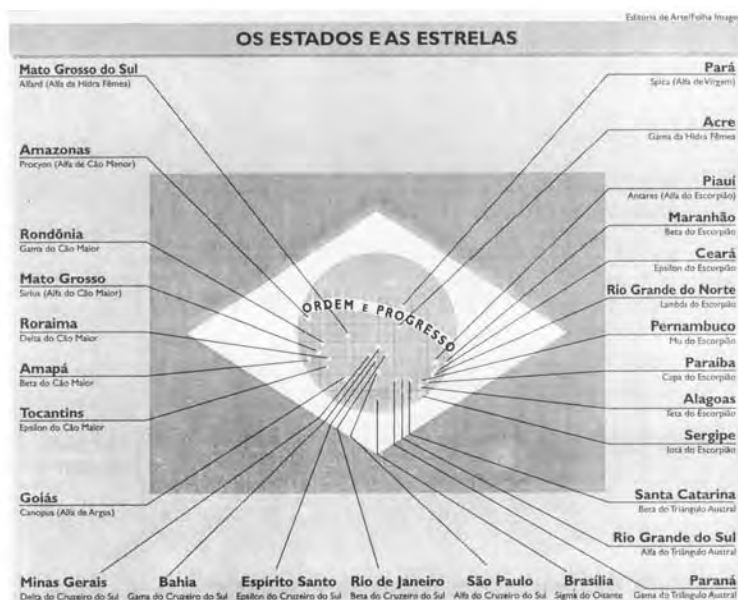 Editoria de Arte/Folha Image
OS ESTADOS E AS ESTRELAS
Mato Grosso do Sul
Alfard (Alfa da Hidra Fêmea)
Amazonas
Procyon (Alfa de Cão Menor)
Rondônia
Gama do Cão Maior
Mato Grosso
Sirius (Alfa do Cão Maior)
Roraima
Delta do Cão Maior
Amapá
Beta do Cão Maior
Tocantins
Epsilon do Cão Maior
Goiás
Canopus (Alfa de Argus)
ORDEM E PROGRESSO
Pará
Spica (Alfa de Virgem)
Acre
Gama da Hidra Fêmea
Piauí
Antares (Alfa do Escorpião)
Maranhão
Beta do Escorpião
Ceará
Epsilon do Escorpião
Rio Grande do Norte
Lambda do Escorpião
Pernambuco
Mu do Escorpião
Paraíba
Capa do Escorpião
Alagoas
Teta do Escorpião
Sergipe
Iota do Escorpião
Santa Catarina
Beta do Triângulo Austral
Rio Grande do Sul
Alfa do Triângulo Austral
Minas Gerais
Delta do Cruzeiro do Sul
Bahia
Gama do Cruzeiro do Sul
Espírito Santo
Epsilon do Cruzeiro do Sul
Rio de Janeiro
Beta do Cruzeiro do Sul
São Paulo
Alfa do Cruzeiro do Sul
Brasília
Sigma do Oitante
Paraná
Gama do Triângulo Austral